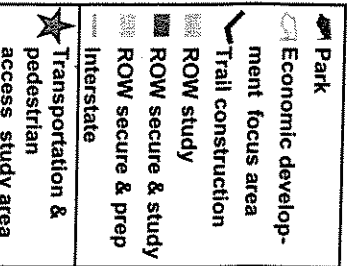 Park
Economic develop-
ment focus area
Trail construction
ROW study
ROW secure & study
ROW secure & prep
Interstate
Transportation &
pedestrian
access study area